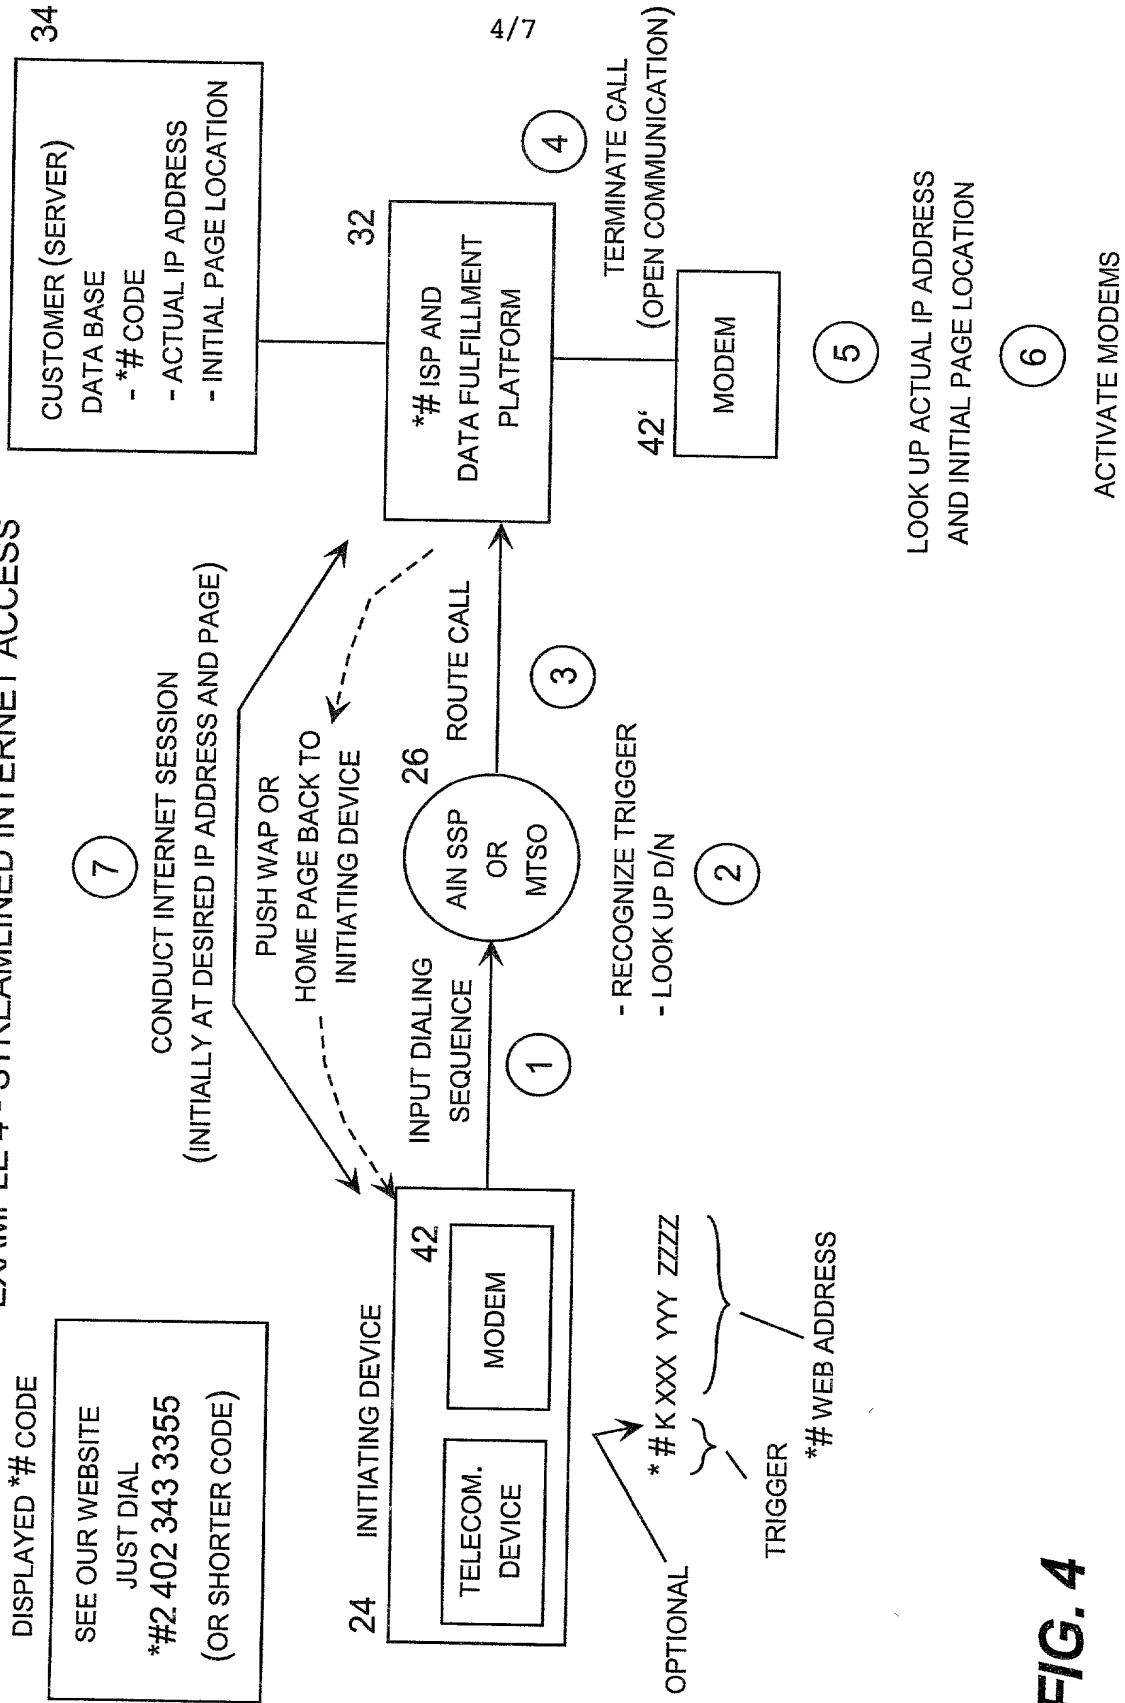 4/7
EXAMPLE 4 - STREAMLINED INTERNET ACCESS
DISPLAYED *# CODE
SEE OUR WEBSITE
JUST DIAL
*#2 402 343 3355
(OR SHORTER CODE)
7
CONDUCT INTERNET SESSION
(INITIALLY AT DESIRED IP ADDRESS AND PAGE)
PUSH WAP OR
HOME PAGE BACK TO
INITIATING DEVICE
34
CUSTOMER (SERVER)
DATA BASE
- *# CODE
- ACTUAL IP ADDRESS
- INITIAL PAGE LOCATION
24
INITIATING DEVICE
TELECOM.
DEVICE
42
MODEM
INPUT DIALING
SEQUENCE
1
26
AIN SSP
OR
MTSO
- RECOGNIZE TRIGGER
- LOOK UP D/N
2
ROUTE CALL
3
32
*# ISP AND
DATA FULFILLMENT
PLATFORM
4
TERMINATE CALL
(OPEN COMMUNICATION)
42'
MODEM
5
LOOK UP ACTUAL IP ADDRESS
AND INITIAL PAGE LOCATION
6
ACTIVATE MODEMS
OPTIONAL
*# K XXX YYY ZZZZ
TRIGGER
*# WEB ADDRESS
FIG. 4